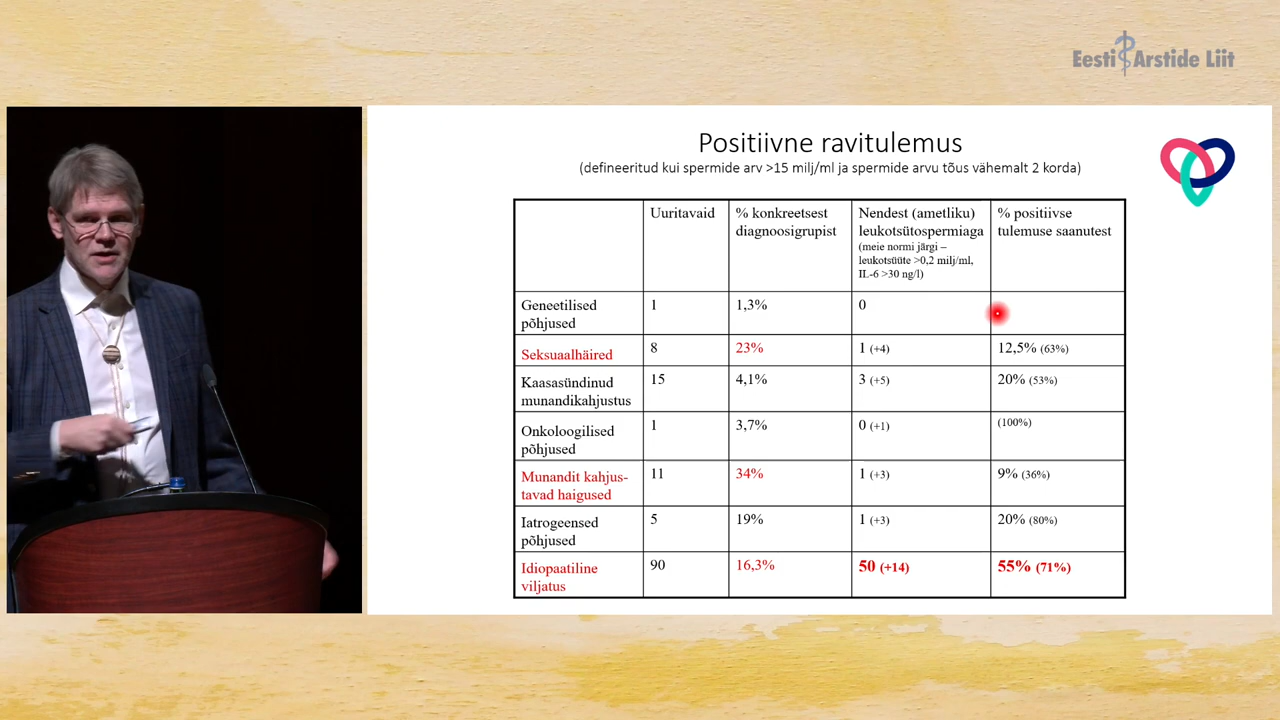 Eesti Arstide Liit
Positiivne ravitulemus
(defineeritud kui spermide arv >15 milj/ml ja spermide arvu tõus vähemalt 2 korda)
Uuritavaid
% konkreetsest
diagnoosigrupist
Nendest (ametliku)
leukotsütospermiaga
(meie normi järgi –
leukotsüüte >0,2 milj/ml,
IL-6 >30 ng/l)
% positiivse
tulemuse saanutest
Geneetilised
põhjused
1
1,3%
0
Seksuaalhäired
8
23%
1 (+4)
12,5% (63%)
Kaasasündinud
munandikahjustus
15
4,1%
3 (+5)
20% (53%)
Onkoloogilised
põhjused
1
3,7%
0 (+1)
(100%)
Munandit kahjus-
tavad haigused
11
34%
1 (+3)
9% (36%)
Iatrogeensed
põhjused
5
19%
1 (+3)
20% (80%)
Idiopaatiline
viljatus
90
16,3%
50 (+14)
55% (71%)